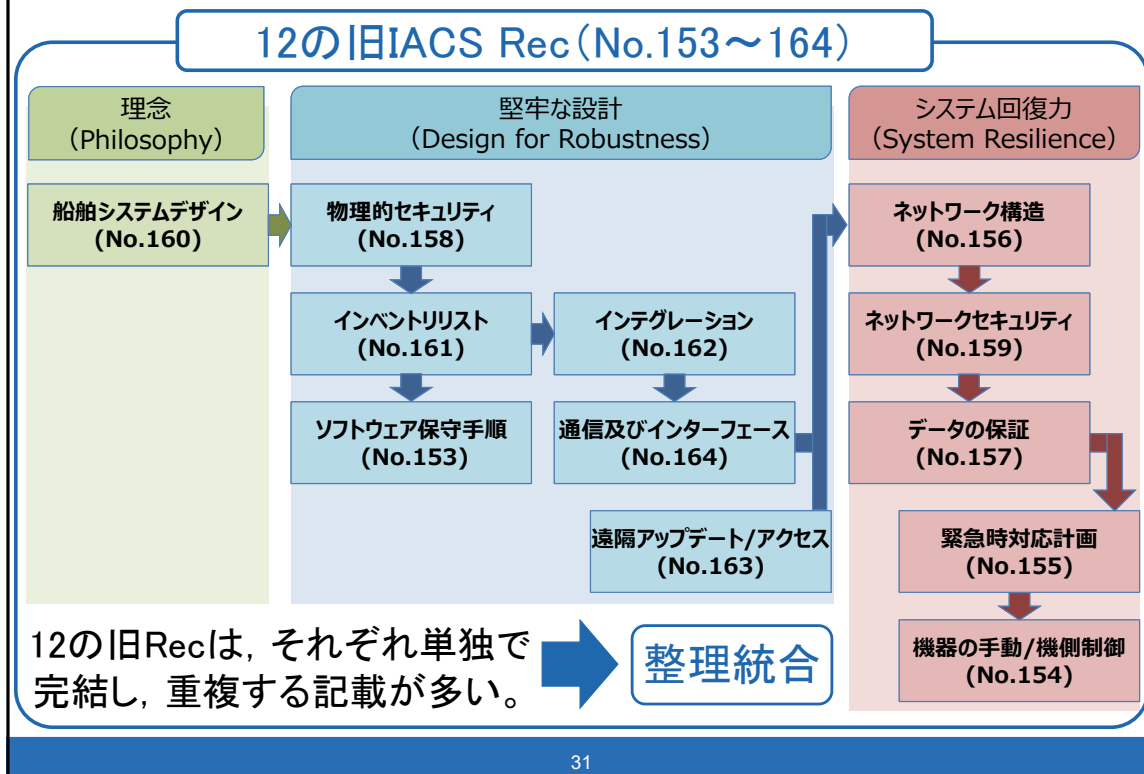 12の旧IACS Rec(No.153～164)
理念
(Philosophy)
堅牢な設計
(Design for Robustness)
システム回復力
(System Resilience)
船舶システムデザイン
(No.160)
物理的セキュリティ
(No.158)
インベントリリスト
(No.161)
ソフトウェア保守手順
(No.153)
インテグレーション
(No.162)
通信及びインターフェース
(No.164)
遠隔アップデート/アクセス
(No.163)
ネットワーク構造
(No.156)
ネットワークセキュリティ
(No.159)
データの保証
(No.157)
緊急時対応計画
(No.155)
機器の手動/機側制御
(No.154)
12の旧Recは，それぞれ単独で
完結し，重複する記載が多い。
整理統合
31